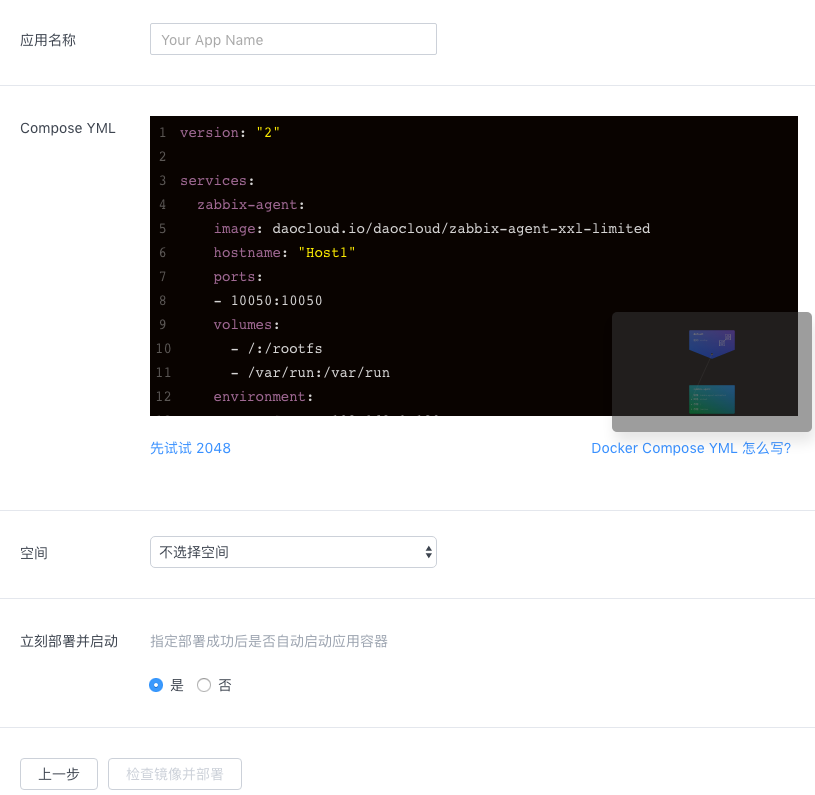 应用名称
Your App Name
Compose YML
1 version: "2"
2
3 services:
4 zabbix-agent:
5 image: daocloud.io/daocloud/zabbix-agent-xxl-limited
6 hostname: "Host1"
7 ports:
8 - 10050:10050
9 volumes:
10 - /:/rootfs
11 - /var/run:/var/run
12 environment:
先试试 2048
Docker Compose YML 怎么写?
空间
不选择空间
立刻部署并启动
指定部署成功后是否自动启动应用容器
是
否
上一步
检查镜像并部署